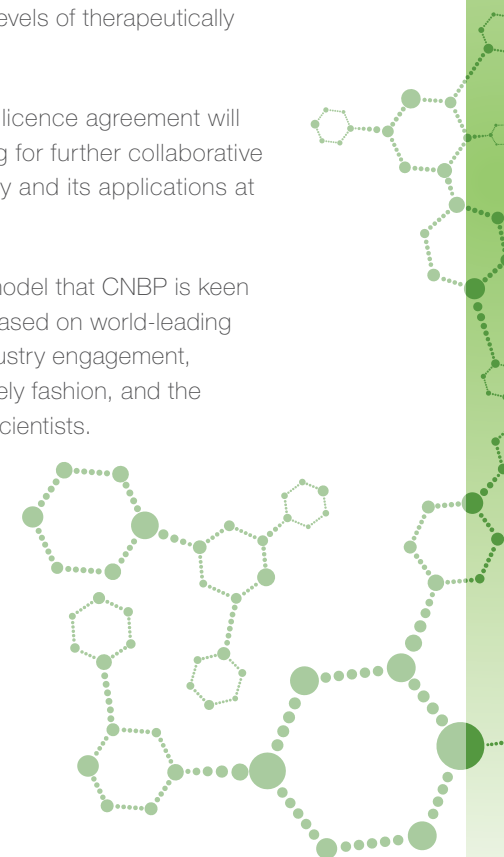 evels of therapeutically
licence agreement will
g for further collaborative
y and its applications at
nodel that CNBP is keen
ased on world-leading
ustry engagement,
ely fashion, and the
cientists.